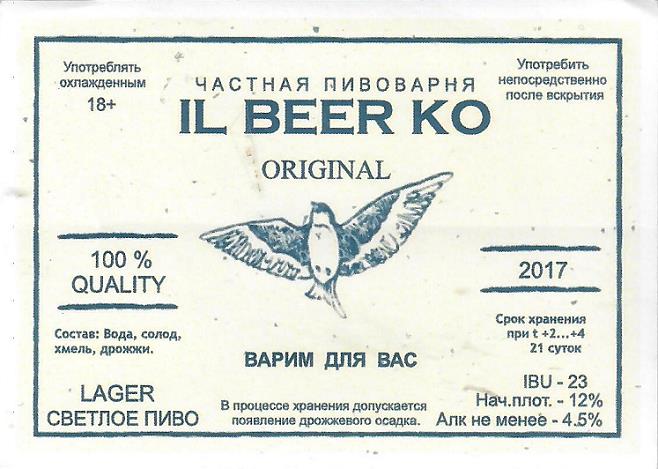 Употреблять
охлажденным
18+
Употребить
непосредственно
после вскрытия
ЧАСТНАЯ ПИВОВАРНЯ
IL BEER KO
ORIGINAL
100 %
QUALITY
2017
Состав: Вода, солод,
хмель, дрожжи.
Срок хранения
при t +2...+4
21 суток
ВАРИМ ДЛЯ ВАС
LAGER
СВЕТЛОЕ ПИВО
В процессе хранения допускается
появление дрожжевого осадка.
IBU - 23
Нач.плот. - 12%
Алк не менее - 4.5%